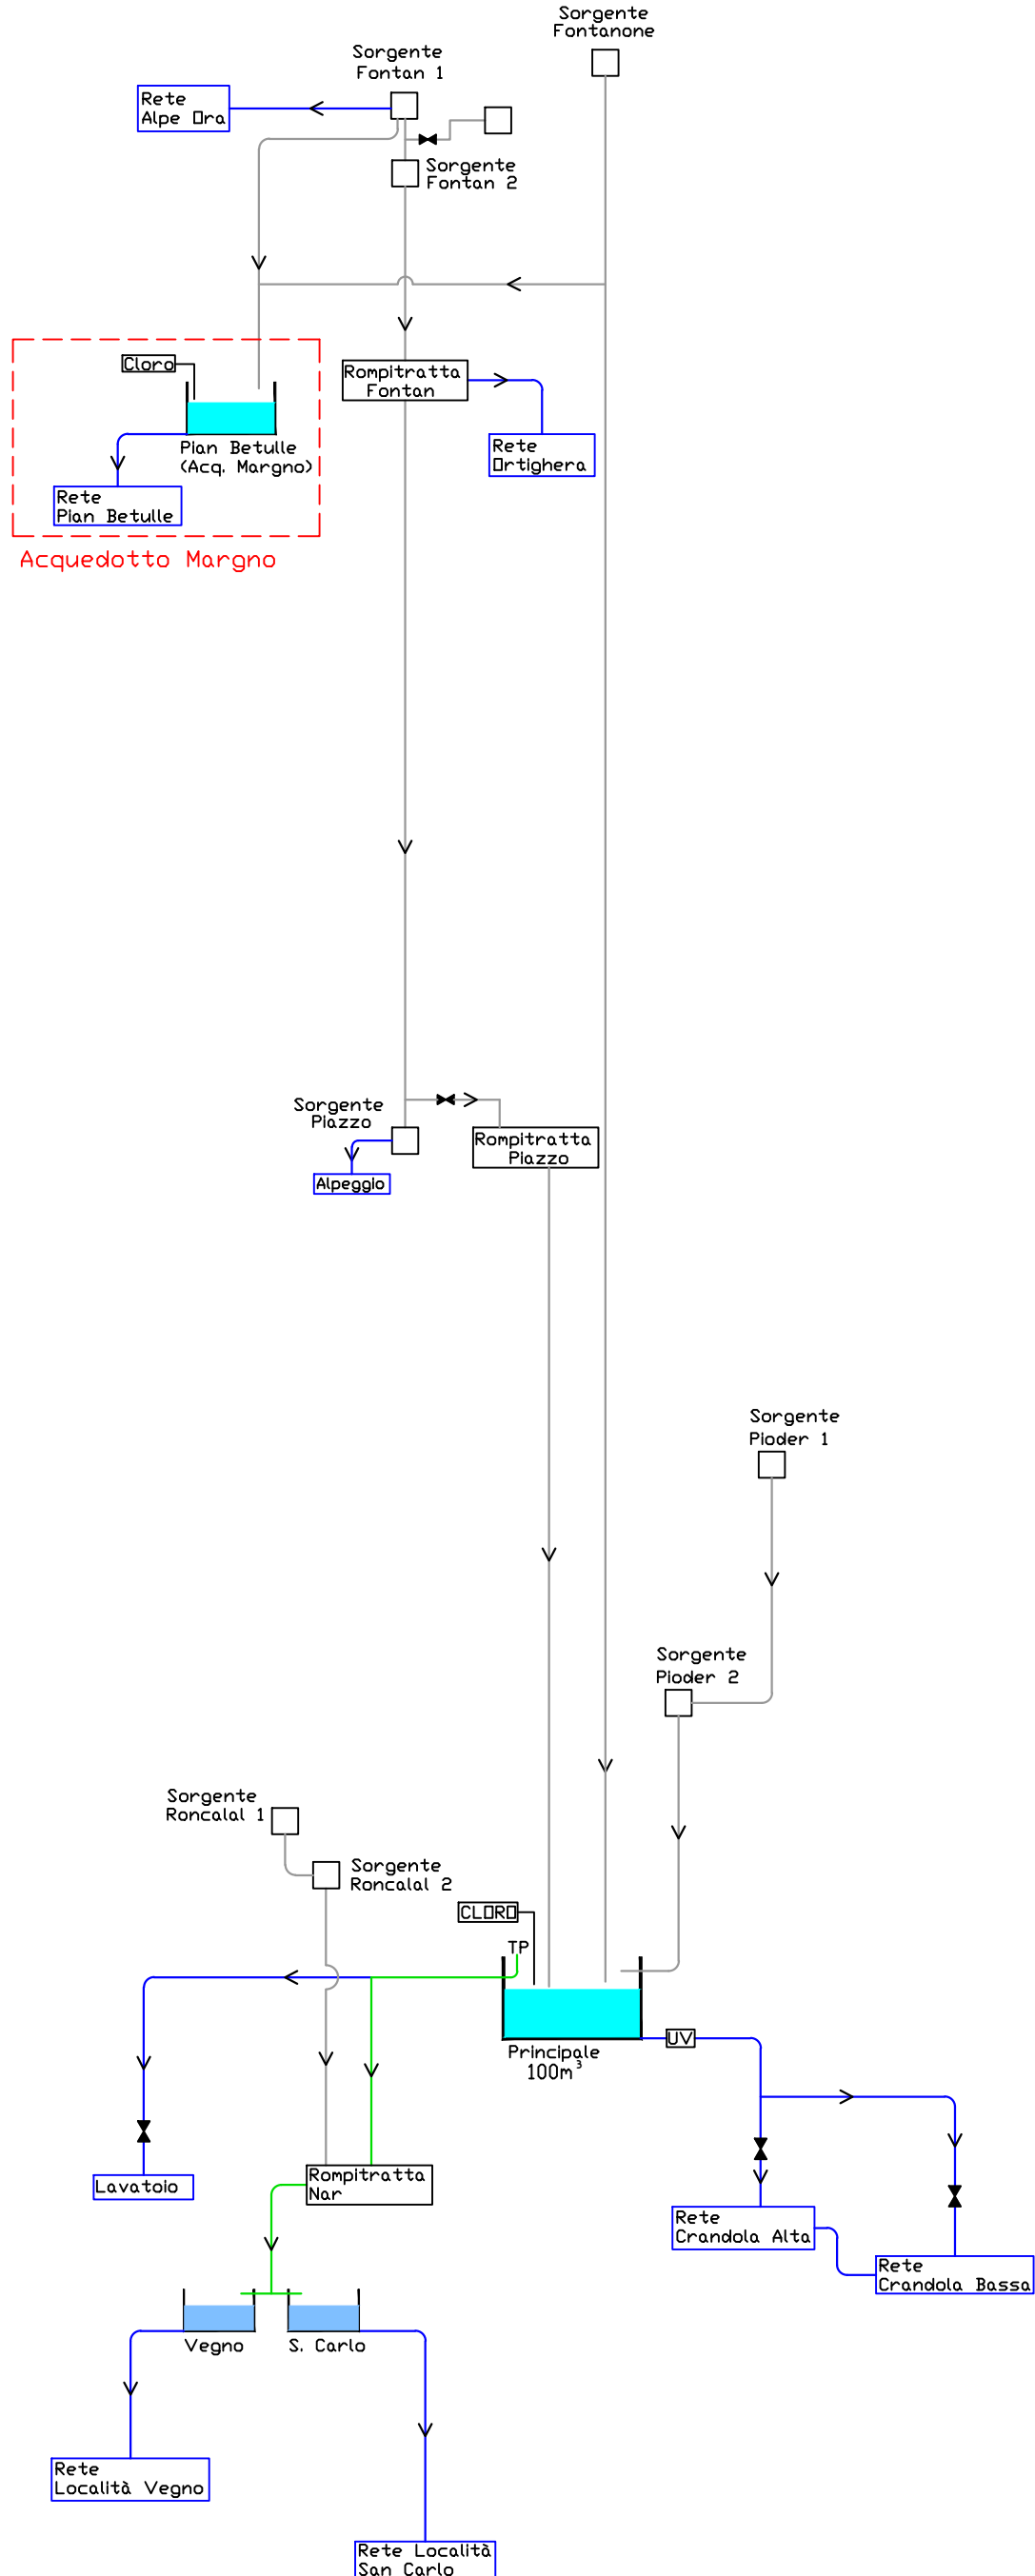 Sorgente
Fontanone
Sorgente
Fontan 1
Rete
Alpe Ora
Sorgente
Fontan 2
Cloro
Rompitratta
Fontan
Rete
Ortighera
Pian Betulle
(Acq. Margno)
Rete
Pian Betulle
Acquedotto Margno
Sorgente
Piazzo
Rompitratta
Piazzo
Alpeggio
Sorgente
Pioder 1
Sorgente
Pioder 2
Sorgente
Roncalal 1
Sorgente
Roncalal 2
CLORO
TP
UV
Principale
100m³
Lavatoio
Rompitratta
Nar
Rete
Crandola Alta
Rete
Crandola Bassa
Vegno
S. Carlo
Rete
Località Vegno
Rete Località
San Carlo